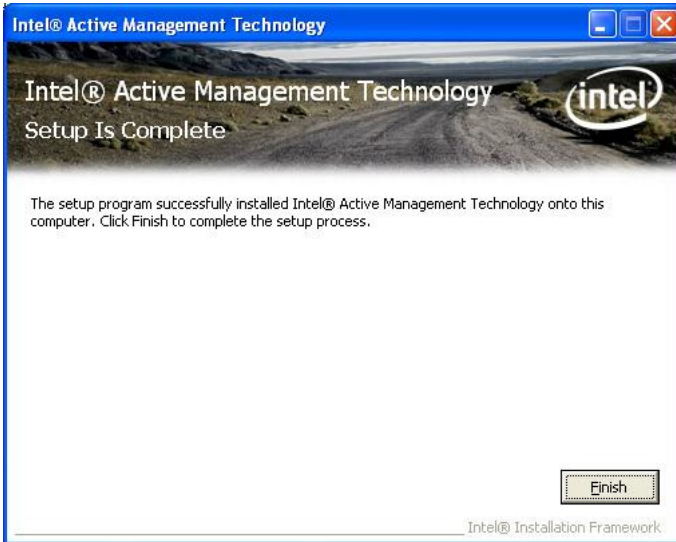 Intel® Active Management Technology
Intel® Active Management Technology
intel
Setup Is Complete
The setup program successfully installed Intel® Active Management Technology onto this
computer. Click Finish to complete the setup process.
Finish
Intel® Installation Framework